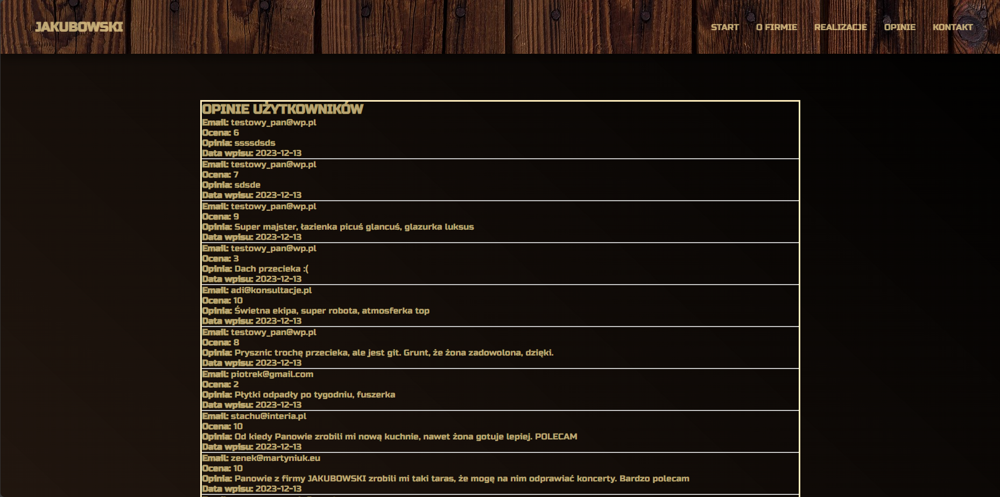 JAKUBOWSKI
START O FIRMIE REALIZACJE OPINIE KONTAKT
OPINIE UŻYTKOWNIKÓW
Email: testowy_pan@wp.pl
Ocena: 6
Opinia: ssssdsds
Data wpisu: 2023-12-13
Email: testowy_pan@wp.pl
Ocena: 7
Opinia: sdsde
Data wpisu: 2023-12-13
Email: testowy_pan@wp.pl
Ocena: 9
Opinia: Super majster, łazienka picuś glancuś, glazurka luksus
Data wpisu: 2023-12-13
Email: testowy_pan@wp.pl
Ocena: 3
Opinia: Dach przecieka :(
Data wpisu: 2023-12-13
Email: adi@konsultacje.pl
Ocena: 10
Opinia: Świetna ekipa, super robota, atmosferka top
Data wpisu: 2023-12-13
Email: testowy_pan@wp.pl
Ocena: 8
Opinia: Prysznic trochę przecieka, ale jest git. Grunt, że żona zadowolona, dzięki.
Data wpisu: 2023-12-13
Email: piotrek@gmail.com
Ocena: 2
Opinia: Płytki odpadły po tygodniu, fuszerka
Data wpisu: 2023-12-13
Email: stachu@interia.pl
Ocena: 10
Opinia: Od kiedy Panowie zrobili mi nową kuchnie, nawet żona gotuje lepiej. POLECAM
Data wpisu: 2023-12-13
Email: zenek@martyniuk.eu
Ocena: 10
Opinia: Panowie z firmy JAKUBOWSKI zrobili mi taki taras, że mogę na nim odprawiać koncerty. Bardzo polecam
Data wpisu: 2023-12-13